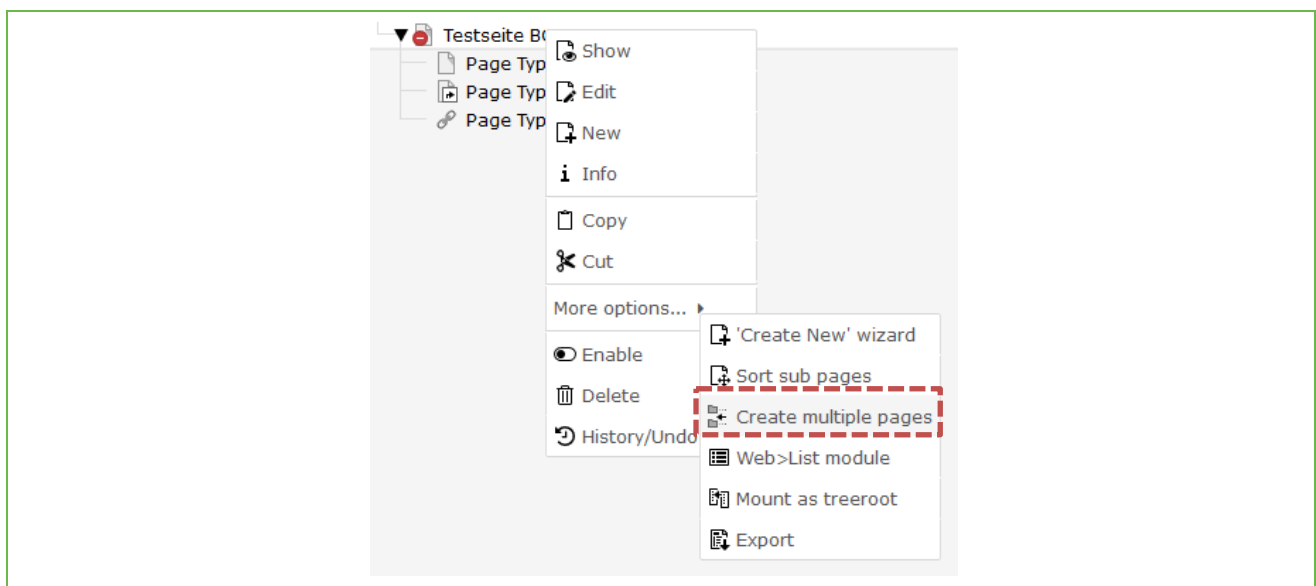 Testseite B
Page Typ
Page Typ
Page Typ
Show
Edit
New
Info
Copy
Cut
More options...
Enable
Delete
History/Undo
'Create New' wizard
Sort sub pages
Create multiple pages
Web>List module
Mount as treeroot
Export